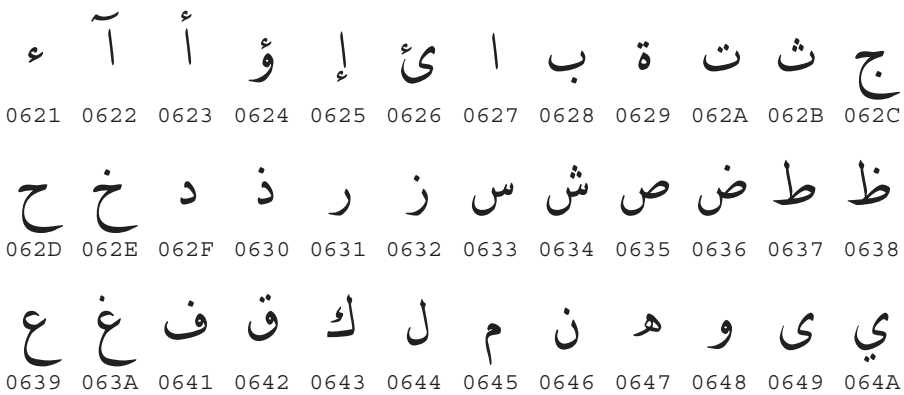 ء آ أ ؤ إ ئ ا ب ة ت ث ج
0621 0622 0623 0624 0625 0626 0627 0628 0629 062A 062B 062C
ح خ د ذ ر ز س ش ص ض ط ظ
062D 062E 062F 0630 0631 0632 0633 0634 0635 0636 0637 0638
ع غ ف ق ك ل م ن ه و ى ي
0639 063A 0641 0642 0643 0644 0645 0646 0647 0648 0649 064A